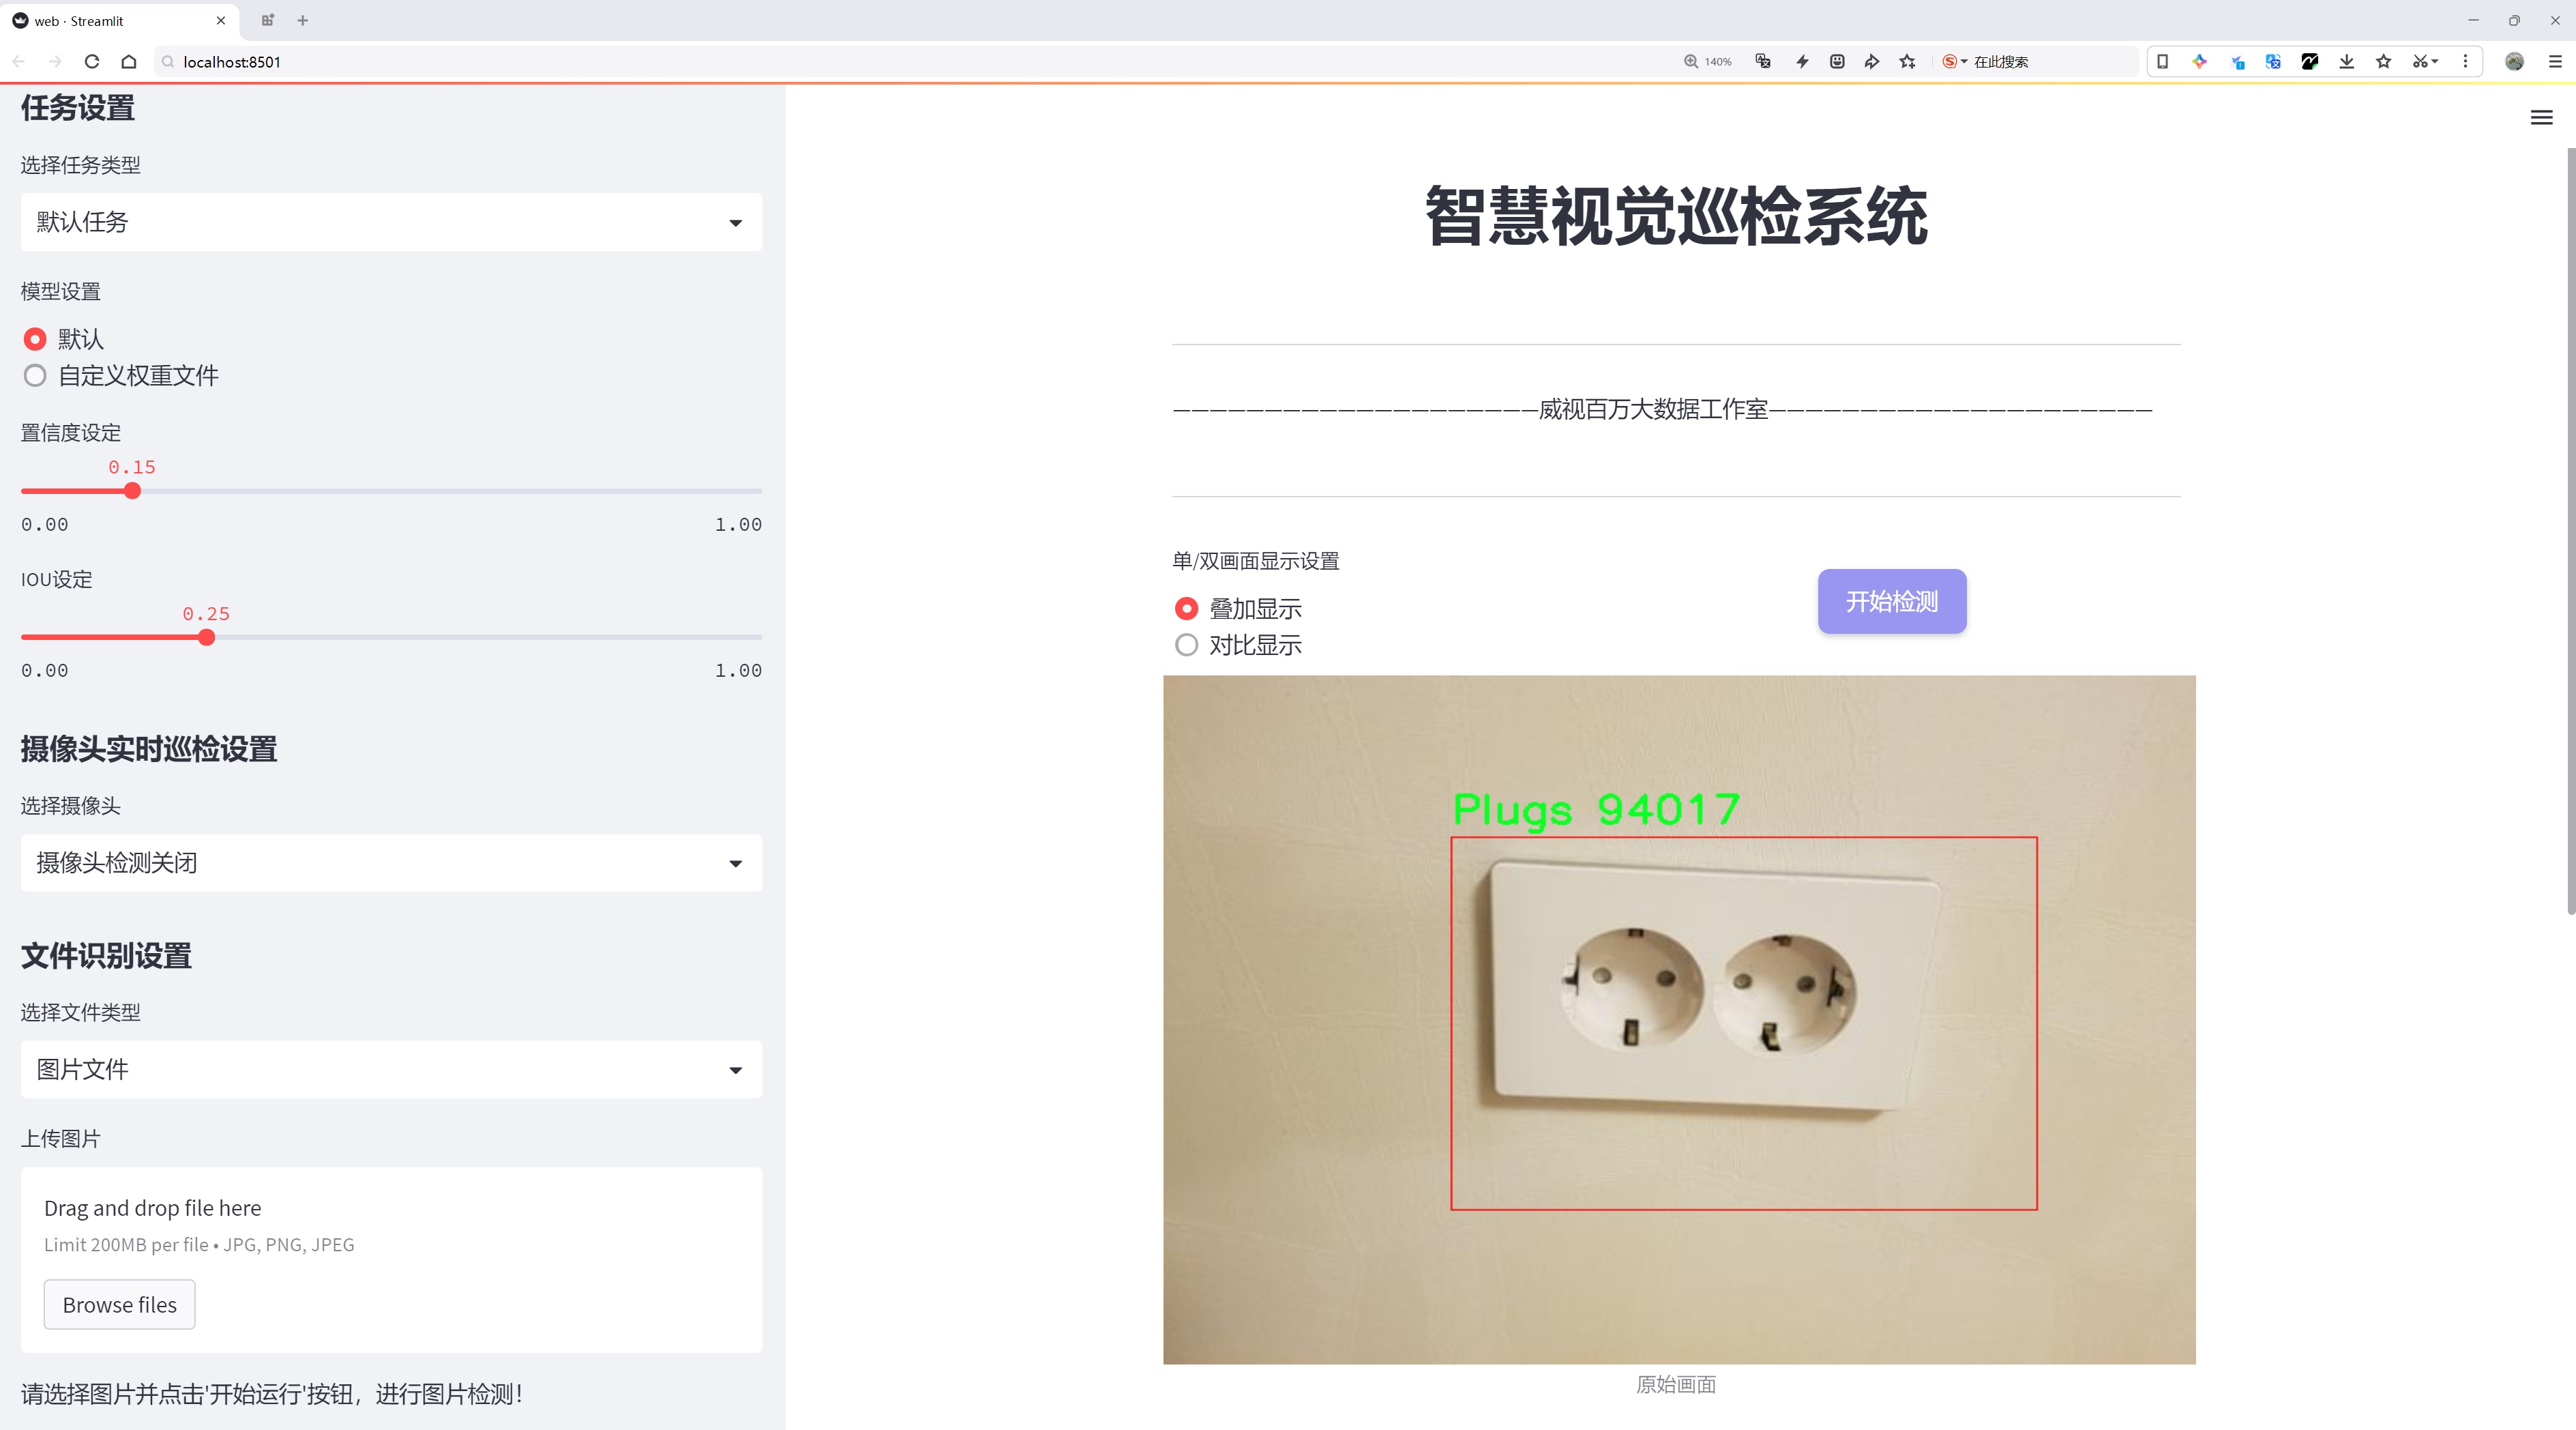 web · Streamlit
localhost:8501
140%
在此搜索
任务设置
选择任务类型
默认任务
模型设置
默认
自定义权重文件
置信度设定
0.15
0.00 1.00
IOU设定
0.25
0.00 1.00
摄像头实时巡检设置
选择摄像头
摄像头检测关闭
文件识别设置
选择文件类型
图片文件
上传图片
Drag and drop file here
Limit 200MB per file • JPG, PNG, JPEG
Browse files
请选择图片并点击'开始运行'按钮，进行图片检测！
智慧视觉巡检系统
————————————————————威视百万大数据工作室—————————————————————
单/双画面显示设置
叠加显示
对比显示
开始检测
Plugs 94017
原始画面